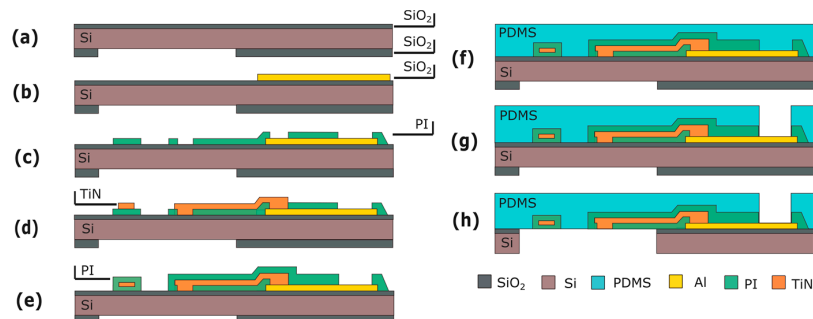 (a)
SiO2
Si
SiO2
(b)
SiO2
Si
(c)
PI
Si
(d)
TiN
Si
(e)
PI
Si
(f)
PDMS
Si
(g)
PDMS
Si
(h)
PDMS
Si
Si
SiO2 Si PDMS Al PI TiN